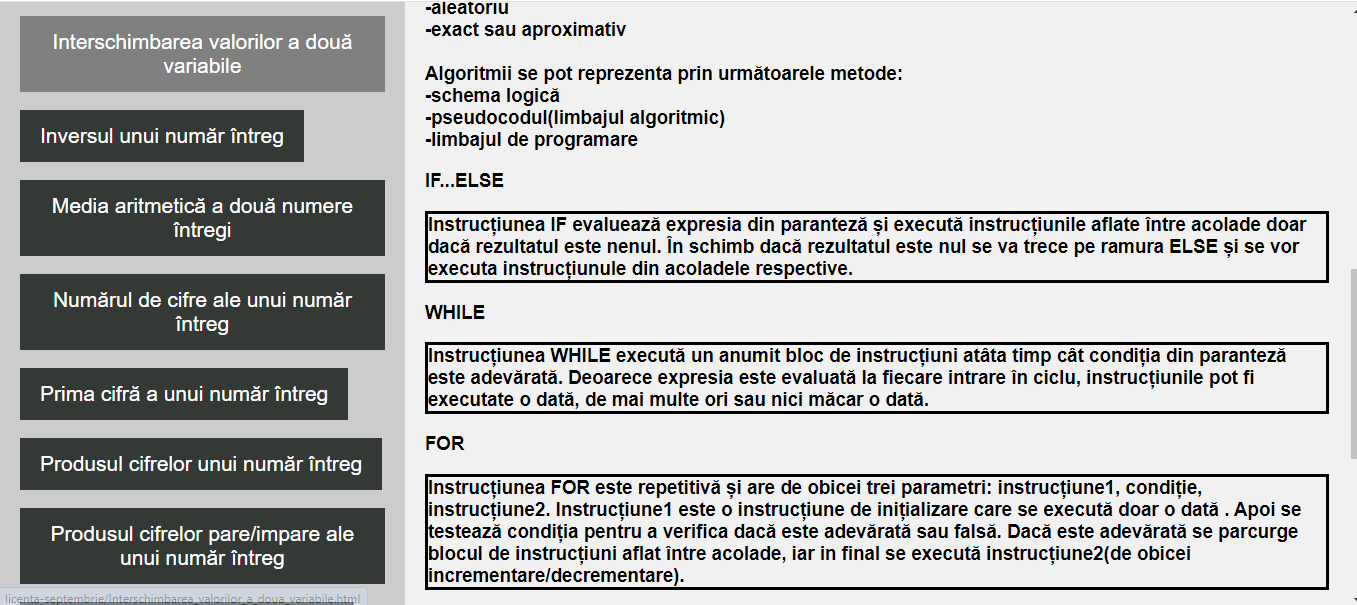 Interschimbarea valorilor a două
variabile
Inversul unui număr întreg
Media aritmetică a două numere
întregi
Numărul de cifre ale unui număr
întreg
Prima cifră a unui număr întreg
Produsul cifrelor unui număr întreg
Produsul cifrelor pare/impare ale
unui număr întreg
licenta-septembrie/Interschimbarea_valorilor_a_doua_variabile.html
-aleatoriu
-exact sau aproximativ
Algoritmii se pot reprezenta prin următoarele metode:
-schema logică
-pseudocodul(limbajul algoritmic)
-limbajul de programare
IF...ELSE
Instrucțiunea IF evaluează expresia din paranteză și execută instrucțiunile aflate între acolade doar
dacă rezultatul este nenul. În schimb dacă rezultatul este nul se va trece pe ramura ELSE și se vor
executa instrucțiunule din acoladele respective.
WHILE
Instrucțiunea WHILE execută un anumit bloc de instrucțiuni atâta timp cât condiția din paranteză
este adevărată. Deoarece expresia este evaluată la fiecare intrare în ciclu, instrucțiunile pot fi
executate o dată, de mai multe ori sau nici măcar o dată.
FOR
Instrucțiunea FOR este repetitivă și are de obicei trei parametri: instrucțiune1, condiție,
instrucțiune2. Instrucțiune1 este o instrucțiune de inițializare care se execută doar o dată . Apoi se
testează condiția pentru a verifica dacă este adevărată sau falsă. Dacă este adevărată se parcurge
blocul de instrucțiuni aflat între acolade, iar in final se execută instrucțiune2(de obicei
incrementare/decrementare).